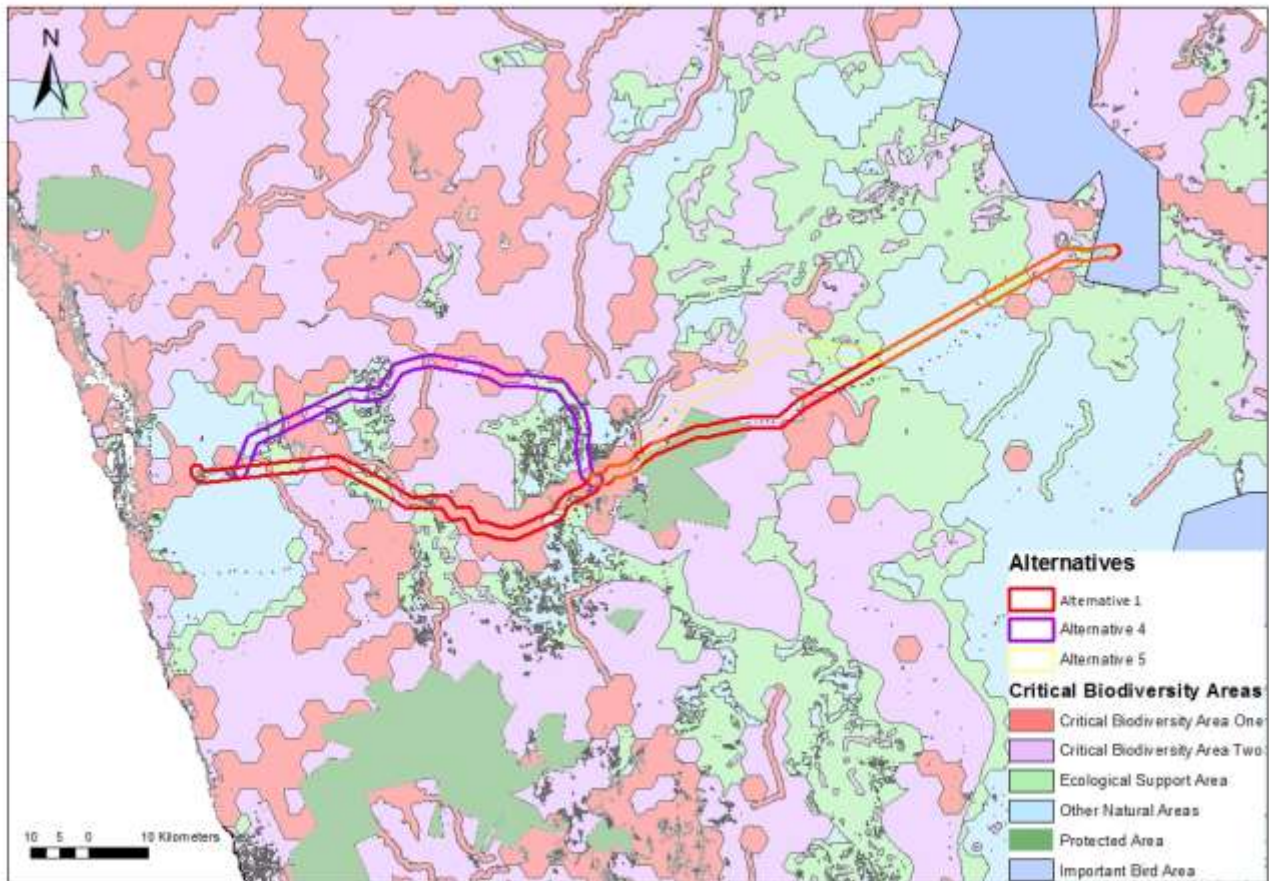 N
Alternatives
Alternative 1
Alternative 4
Alternative 5
Critical Biodiversity Areas
Critical Biodiversity Area One
Critical Biodiversity Area Two
Ecological Support Area
Other Natural Areas
Protected Area
Important Bird Area
10 5 0 10 Kilometers